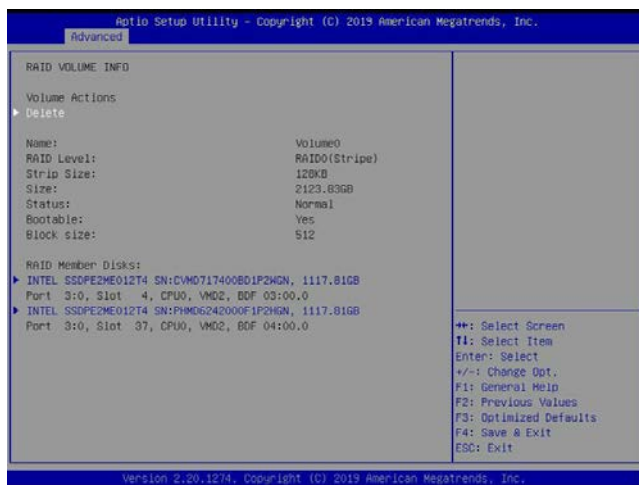 Aptio Setup Utility - Copyright (C) 2019 American Megatrends, Inc.
Advanced
RAID VOLUME INFO
Volume Actions
Delete
Name: Volume0
RAID Level: RAID0(Stripe)
Strip Size: 128KB
Size: 2123.83GB
Status: Normal
Bootable: Yes
Block size: 512
RAID Member Disks:
INTEL SSDPE2ME012T4 SN:CVMD717400BD1P2HGN, 1117.81GB
Port 3:0, Slot 4, CPU0, VMD2, BDF 03:00.0
INTEL SSDPE2ME012T4 SN:PHMD6242000F1P2HGN, 1117.81GB
Port 3:0, Slot 37, CPU0, VMD2, BDF 04:00.0
→←: Select Screen
↑↓: Select Item
Enter: Select
+/-: Change Opt.
F1: General Help
F2: Previous Values
F3: Optimized Defaults
F4: Save & Exit
ESC: Exit
Version 2.20.1274. Copyright (C) 2019 American Megatrends, Inc.